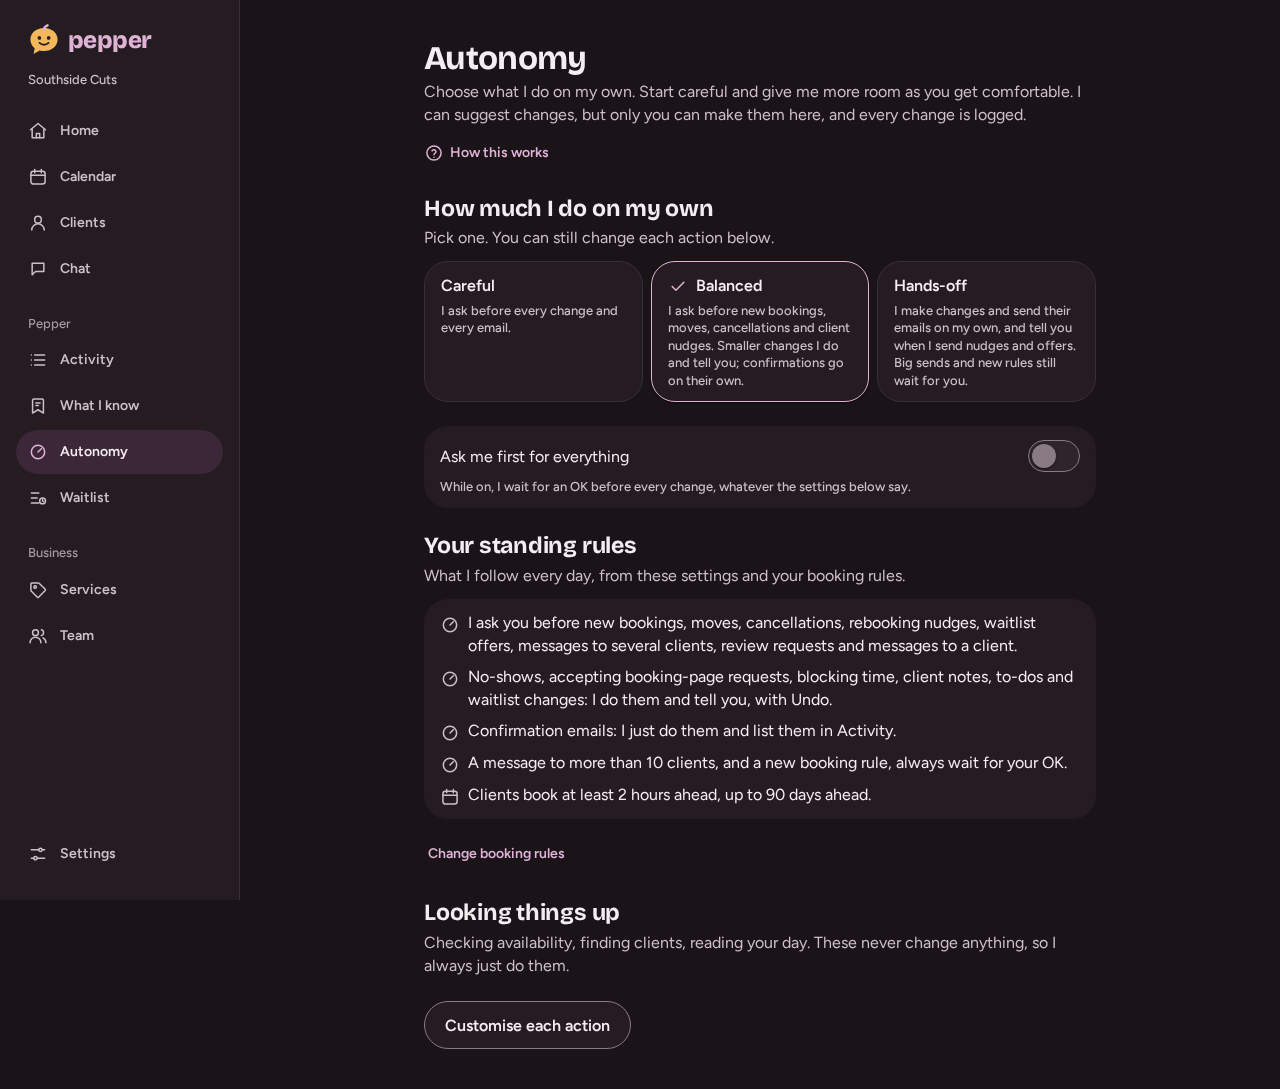 pepper
Southside Cuts
Home
Calendar
Clients
Chat
Pepper
Activity
What I know
Autonomy
Waitlist
Business
Services
Team
Settings
Autonomy
Choose what I do on my own. Start careful and give me more room as you get comfortable. I
can suggest changes, but only you can make them here, and every change is logged.
How this works
How much I do on my own
Pick one. You can still change each action below.
Careful
I ask before every change and
every email.
Balanced
I ask before new bookings,
moves, cancellations and client
nudges. Smaller changes I do
and tell you; confirmations go
on their own.
Hands-off
I make changes and send their
emails on my own, and tell you
when I send nudges and offers.
Big sends and new rules still
wait for you.
Ask me first for everything
While on, I wait for an OK before every change, whatever the settings below say.
Your standing rules
What I follow every day, from these settings and your booking rules.
I ask you before new bookings, moves, cancellations, rebooking nudges, waitlist
offers, messages to several clients, review requests and messages to a client.
No-shows, accepting booking-page requests, blocking time, client notes, to-dos and
waitlist changes: I do them and tell you, with Undo.
Confirmation emails: I just do them and list them in Activity.
A message to more than 10 clients, and a new booking rule, always wait for your OK.
Clients book at least 2 hours ahead, up to 90 days ahead.
Change booking rules
Looking things up
Checking availability, finding clients, reading your day. These never change anything, so I
always just do them.
Customise each action